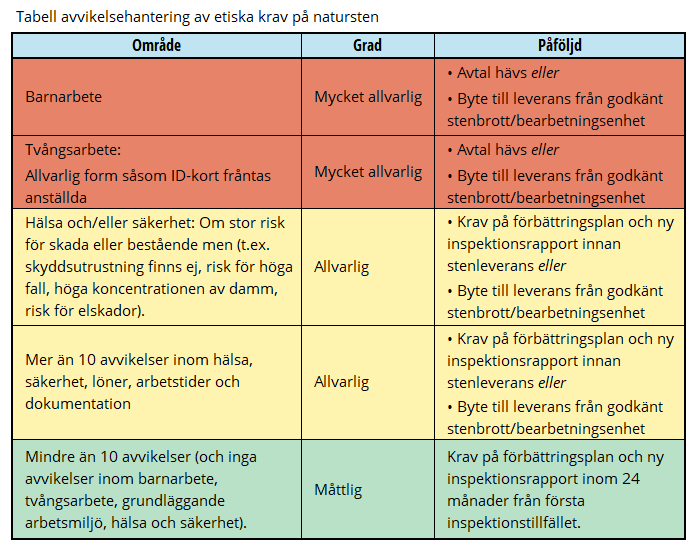 Tabell avvikelsehantering av etiska krav på natursten
Område
Grad
Påföljd
Barnarbete
Mycket allvarlig
• Avtal hävs eller
• Byte till leverans från godkänt
stenbrott/bearbetningsenhet
Tvångsarbete:
Allvarlig form såsom ID-kort fråntas
anställda
Mycket allvarlig
• Avtal hävs eller
• Byte till leverans från godkänt
stenbrott/bearbetningsenhet
Hälsa och/eller säkerhet: Om stor risk
för skada eller bestående men (t.ex.
skyddsutrustning finns ej, risk för höga
fall, höga koncentrationen av damm,
risk för elskador).
Allvarlig
• Krav på förbättringsplan och ny
inspektionsrapport innan
stenleverans eller
• Byte till leverans från godkänt
stenbrott/bearbetningsenhet
Mer än 10 avvikelser inom hälsa,
säkerhet, löner, arbetstider och
dokumentation
Allvarlig
• Krav på förbättringsplan och ny
inspektionsrapport innan
stenleverans eller
• Byte till leverans från godkänt
stenbrott/bearbetningsenhet
Mindre än 10 avvikelser (och inga
avvikelser inom barnarbete,
tvångsarbete, grundläggande
arbetsmiljö, hälsa och säkerhet).
Måttlig
Krav på förbättringsplan och ny
inspektionsrapport inom 24
månader från första
inspektionstillfället.